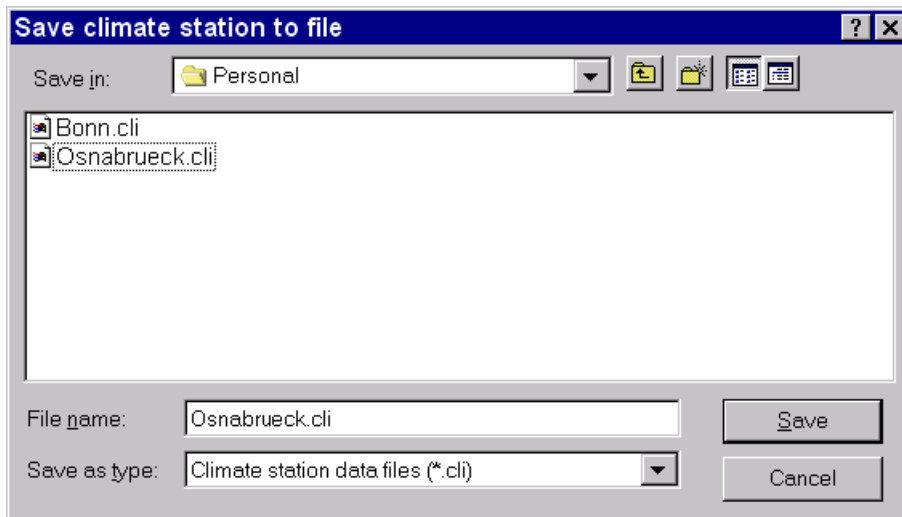 Save climate station to file
Save in: Personal
Bonn.cli
Osnabrueck.cli
File name: Osnabrueck.cli Save
Save as type: Climate station data files (*.cli) Cancel